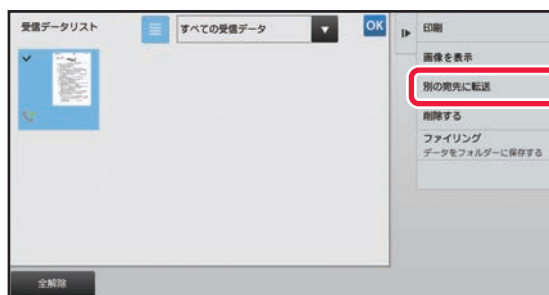 受信データリスト
すべての受信データ
OK
全解除
印刷
画像を表示
別の宛先に転送
削除する
ファイリング
データをフォルダーに保存する